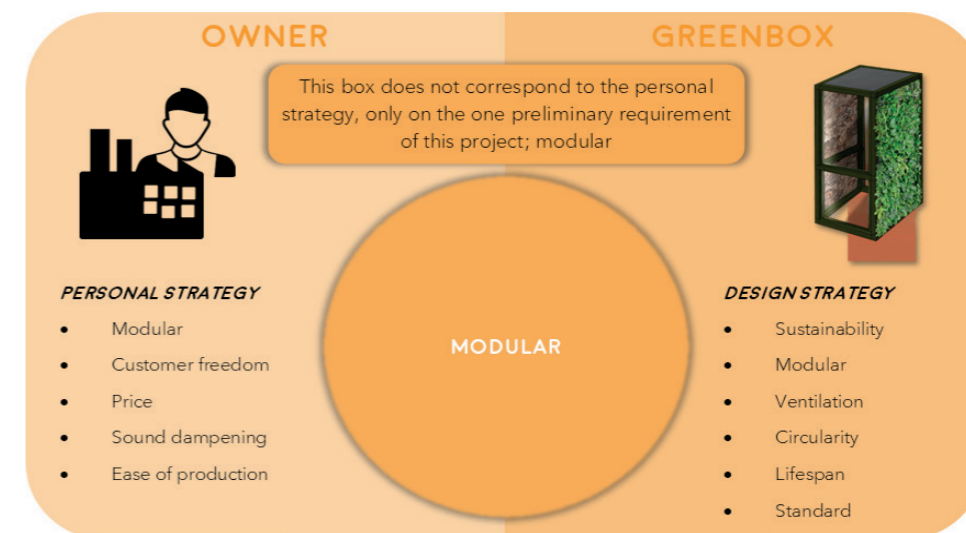 OWNER
GREENBOX
This box does not correspond to the personal
strategy, only on the one preliminary requirement
of this project; modular
PERSONAL STRATEGY
• Modular
• Customer freedom
• Price
• Sound dampening
• Ease of production
MODULAR
DESIGN STRATEGY
• Sustainability
• Modular
• Ventilation
• Circularity
• Lifespan
• Standard